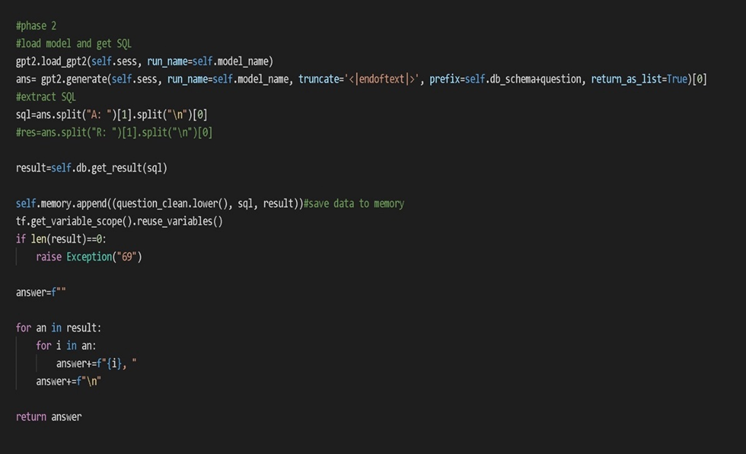 #phase 2
#load model and get SQL
gpt2.load_gpt2(self.sess, run_name=self.model_name)
ans= gpt2.generate(self.sess, run_name=self.model_name, truncate='<|endoftext|>', prefix=self.db_schema+question, return_as_list=True)[0]
#extract SQL
sql=ans.split("A: ")[1].split("\n")[0]
#res=ans.split("R: ")[1].split("\n")[0]
result=self.db.get_result(sql)
self.memory.append((question_clean.lower(), sql, result))#save data to memory
tf.get_variable_scope().reuse_variables()
if len(result)==0:
    raise Exception("69")
answer=f""
for an in result:
    for i in an:
        answer+=f"{i}, "
    answer+=f"\n"
return answer